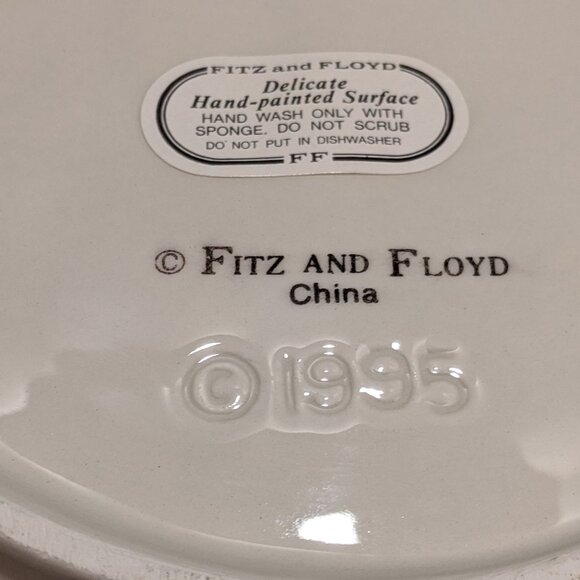 FITZ and FLOYD
Delicate
Hand-painted Surface
HAND WASH ONLY WITH
SPONGE. DO NOT SCRUB
DO NOT PUT IN DISHWASHER
FF
© FITZ AND FLOYD
China
©1995